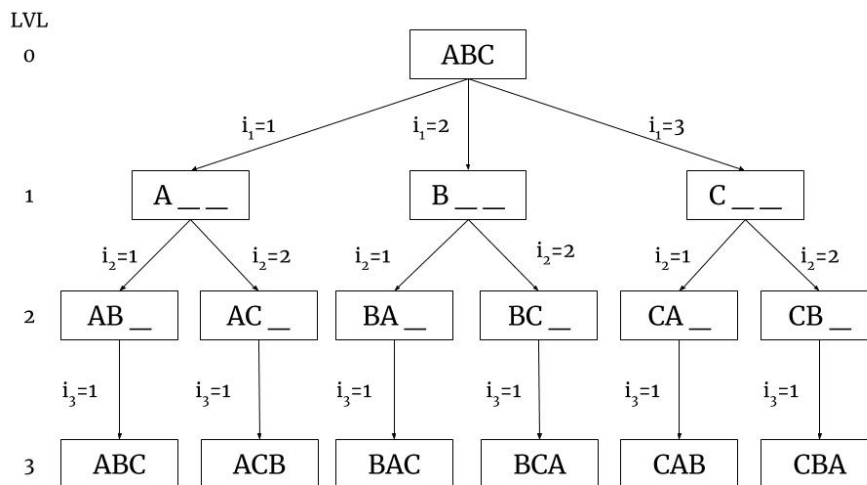 LVL
0 ABC
i₁=1 i₁=2 i₁=3
1 A _ _ B _ _ C _ _
i₂=1 i₂=2 i₂=1 i₂=2 i₂=1 i₂=2
2 AB _ AC _ BA _ BC _ CA _ CB _
i₃=1 i₃=1 i₃=1 i₃=1 i₃=1 i₃=1
3 ABC ACB BAC BCA CAB CBA